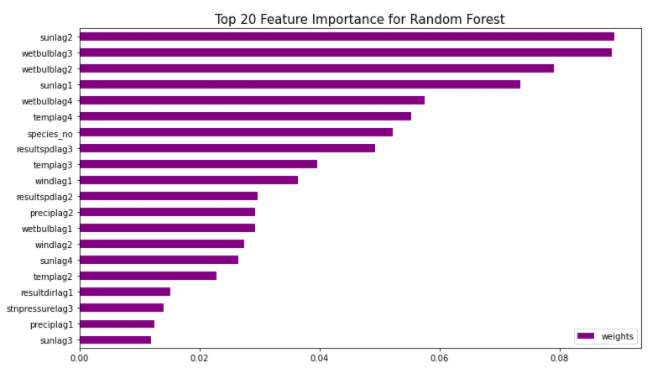 Top 20 Feature Importance for Random Forest
sunlag2
wetbulblag3
wetbulblag2
sunlag1
wetbulblag4
templag4
species_no
resultspdlag3
templag3
windlag1
resultspdlag2
preciplag2
wetbulblag1
windlag2
sunlag4
templag2
resultdirlag1
stnpressurelag3
preciplag1
sunlag3
weights
0.00 0.02 0.04 0.06 0.08